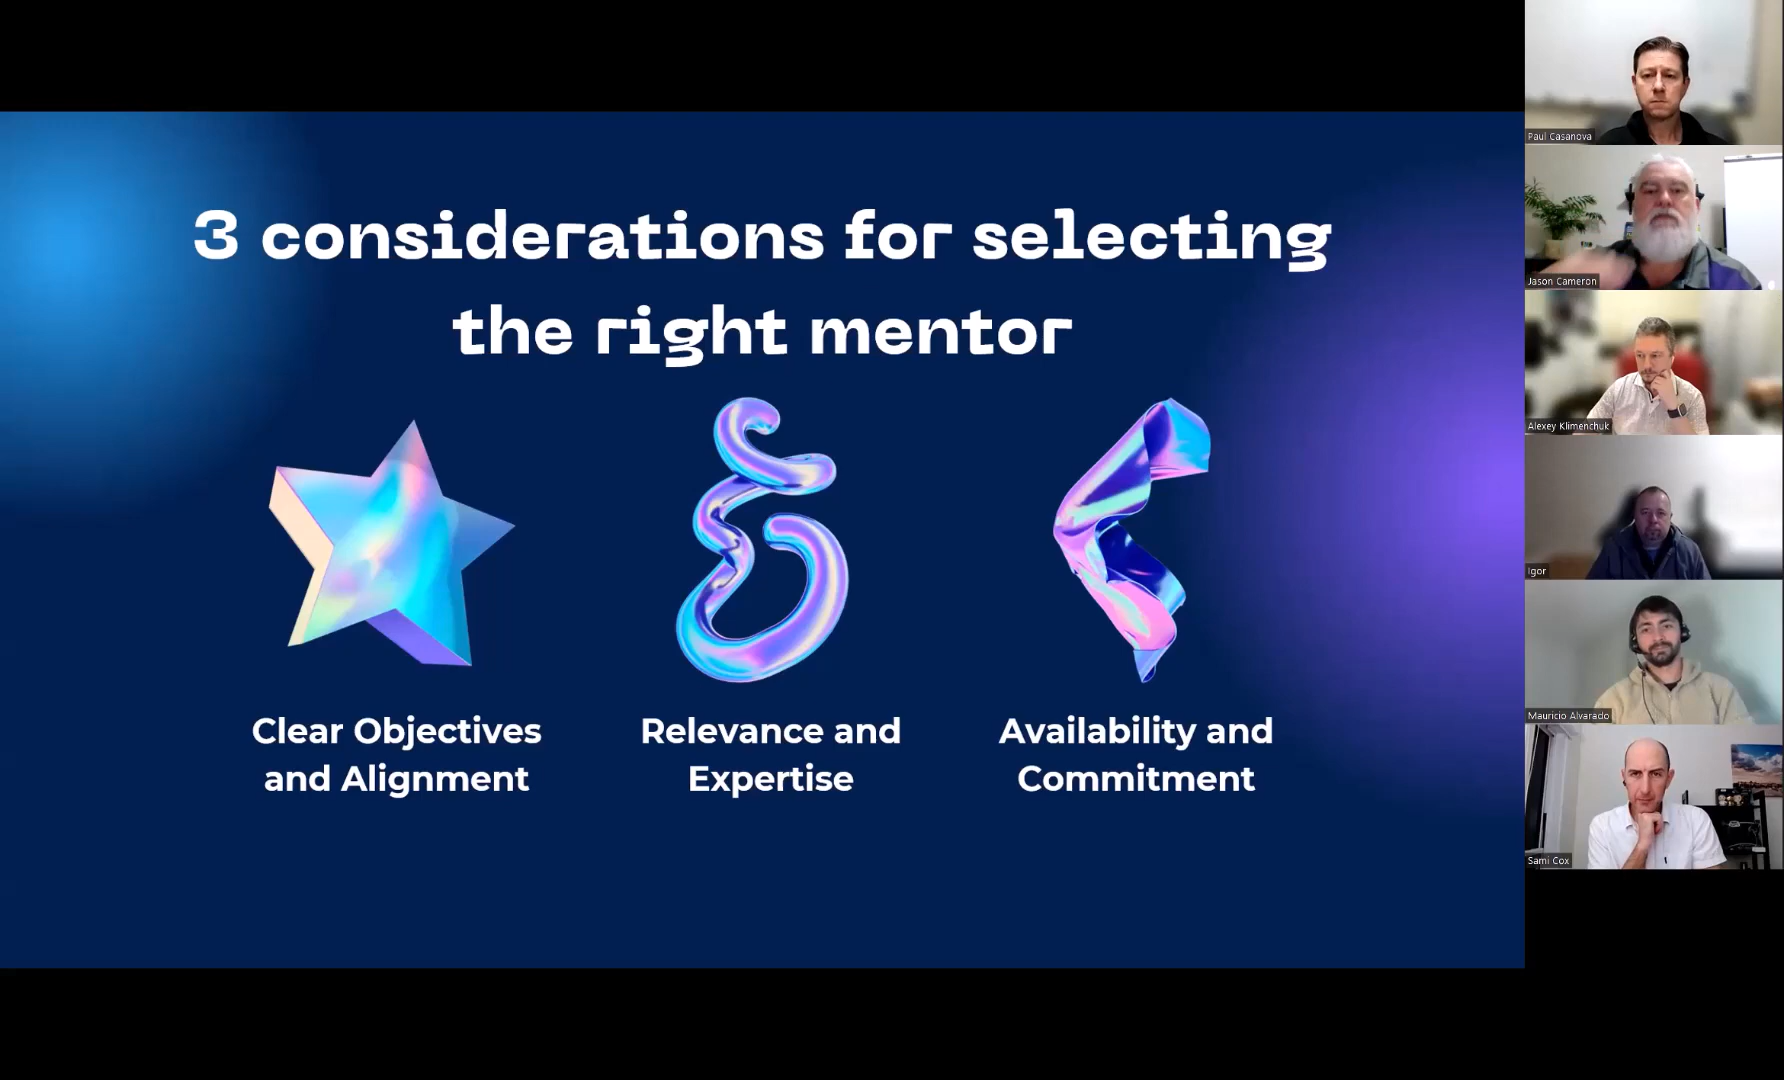 3 considerations for selecting
the right mentor
Clear Objectives
and Alignment
Relevance and
Expertise
Availability and
Commitment
Paul Casanova
Jason Cameron
Alexey Klimenchuk
Igor
Mauricio Alvarado
Sami Cox